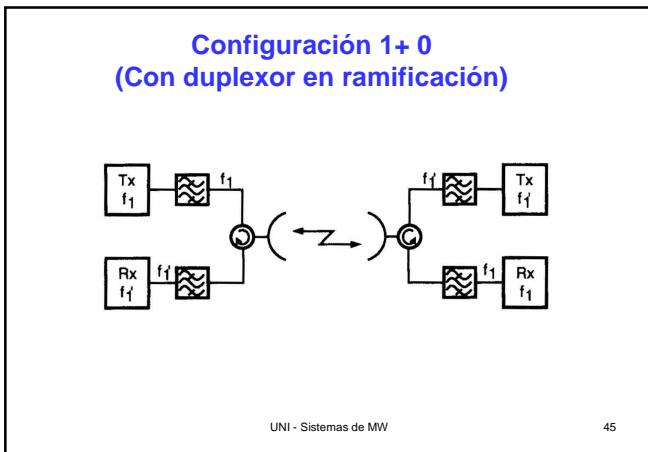 Configuración 1+ 0
(Con duplexor en ramificación)
Tx
f1
f1
f1'
Tx
f1'
Rx
f1'
f1'
f1
Rx
f1
UNI - Sistemas de MW
45